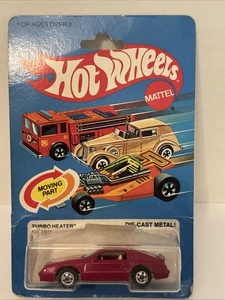 FOR AGES OVER 3
Hot Wheels
MATTEL
MOVING
PART
TURBO HEATER
DIE-CAST METAL!